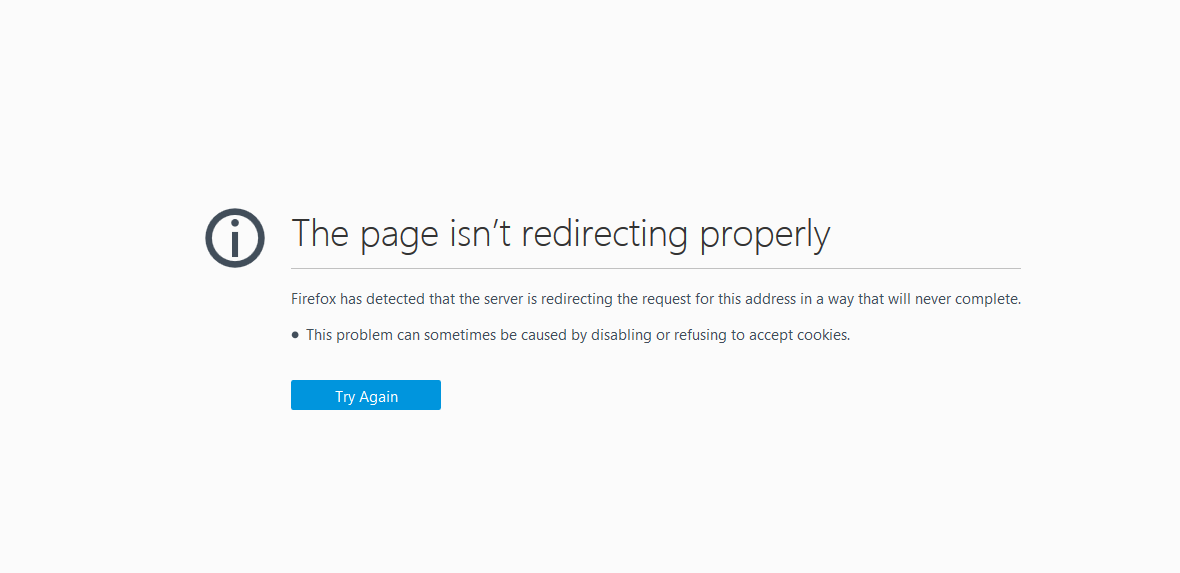 The page isn’t redirecting properly
Firefox has detected that the server is redirecting the request for this address in a way that will never complete.
• This problem can sometimes be caused by disabling or refusing to accept cookies.
Try Again